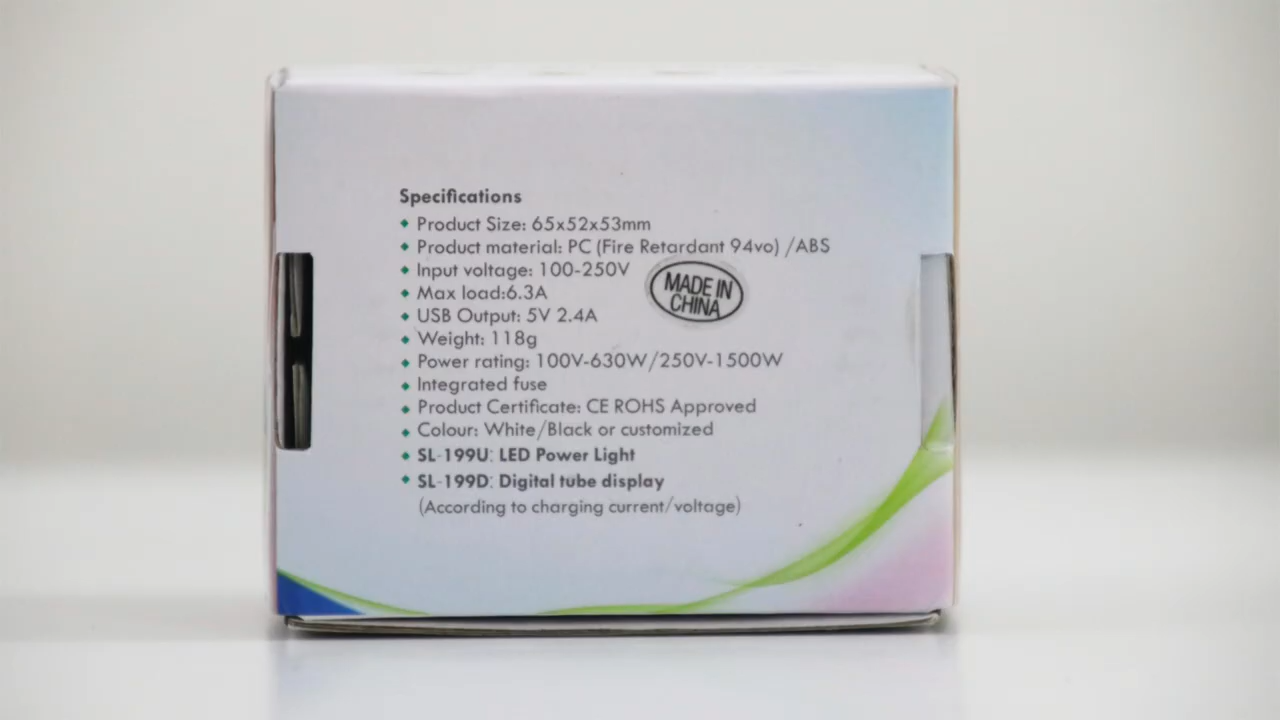 Specifications
Product Size: 65x52x53mm
Product material: PC (Fire Retardant 94vo) /ABS
Input voltage: 100-250V
MADE IN
CHINA
Max load:6.3A
USB Output: 5V 2.4A
Weight: 118g
Power rating: 100V-630W/250V-1500W
Integrated fuse
Product Certificate: CE ROHS Approved
Colour: White/Black or customized
SL-199U: LED Power Light
SL-199D: Digital tube display
(According to charging current/voltage)